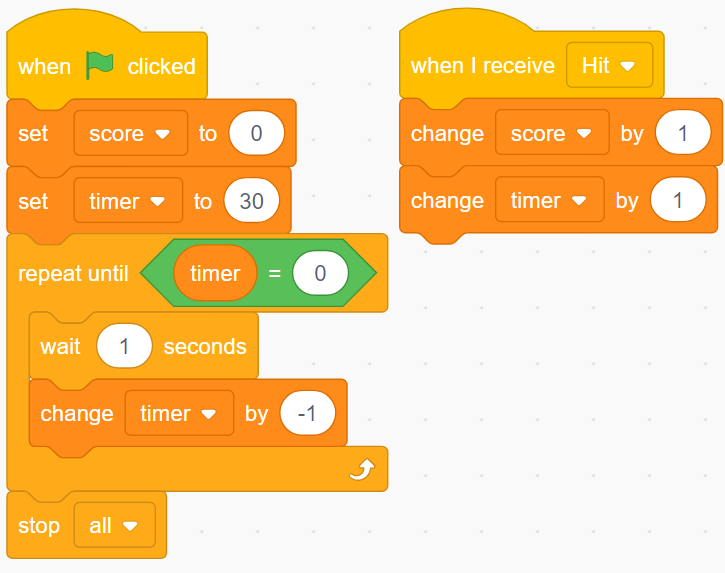 when clicked
set score to 0
set timer to 30
repeat until timer = 0
wait 1 seconds
change timer by -1
stop all
when I receive Hit
change score by 1
change timer by 1